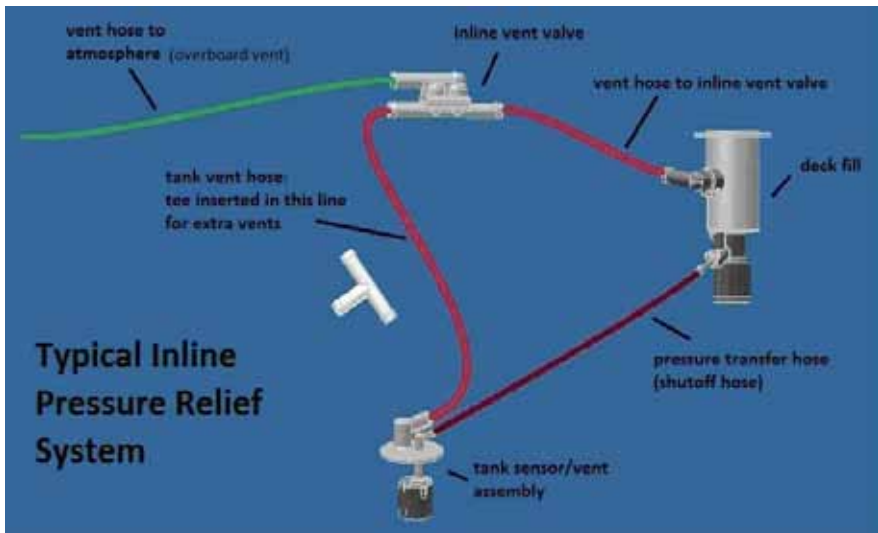 vent hose to
atmosphere (overboard vent)
inline vent valve
vent hose to inline vent valve
deck fill
tank vent hose:
tee inserted in this line
for extra vents
pressure transfer hose
(shutoff hose)
Typical Inline
Pressure Relief
System
tank sensor/vent
assembly